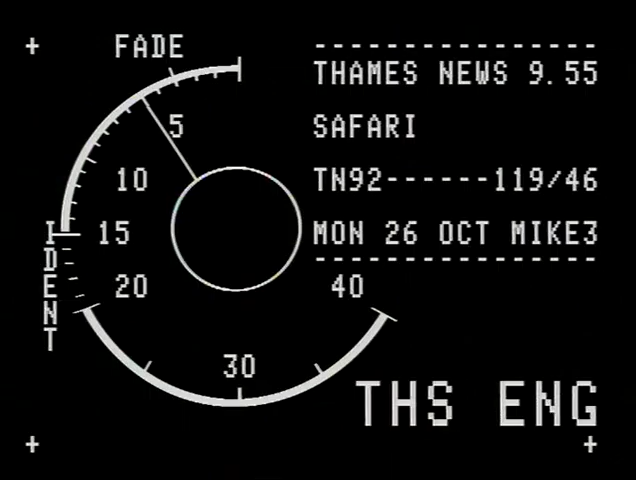 FADE
----------------
THAMES NEWS 9.55
5
SAFARI
10
TN92------119/46
IDENT
15
MON 26 OCT MIKE3
----------------
20
40
30
THS ENG